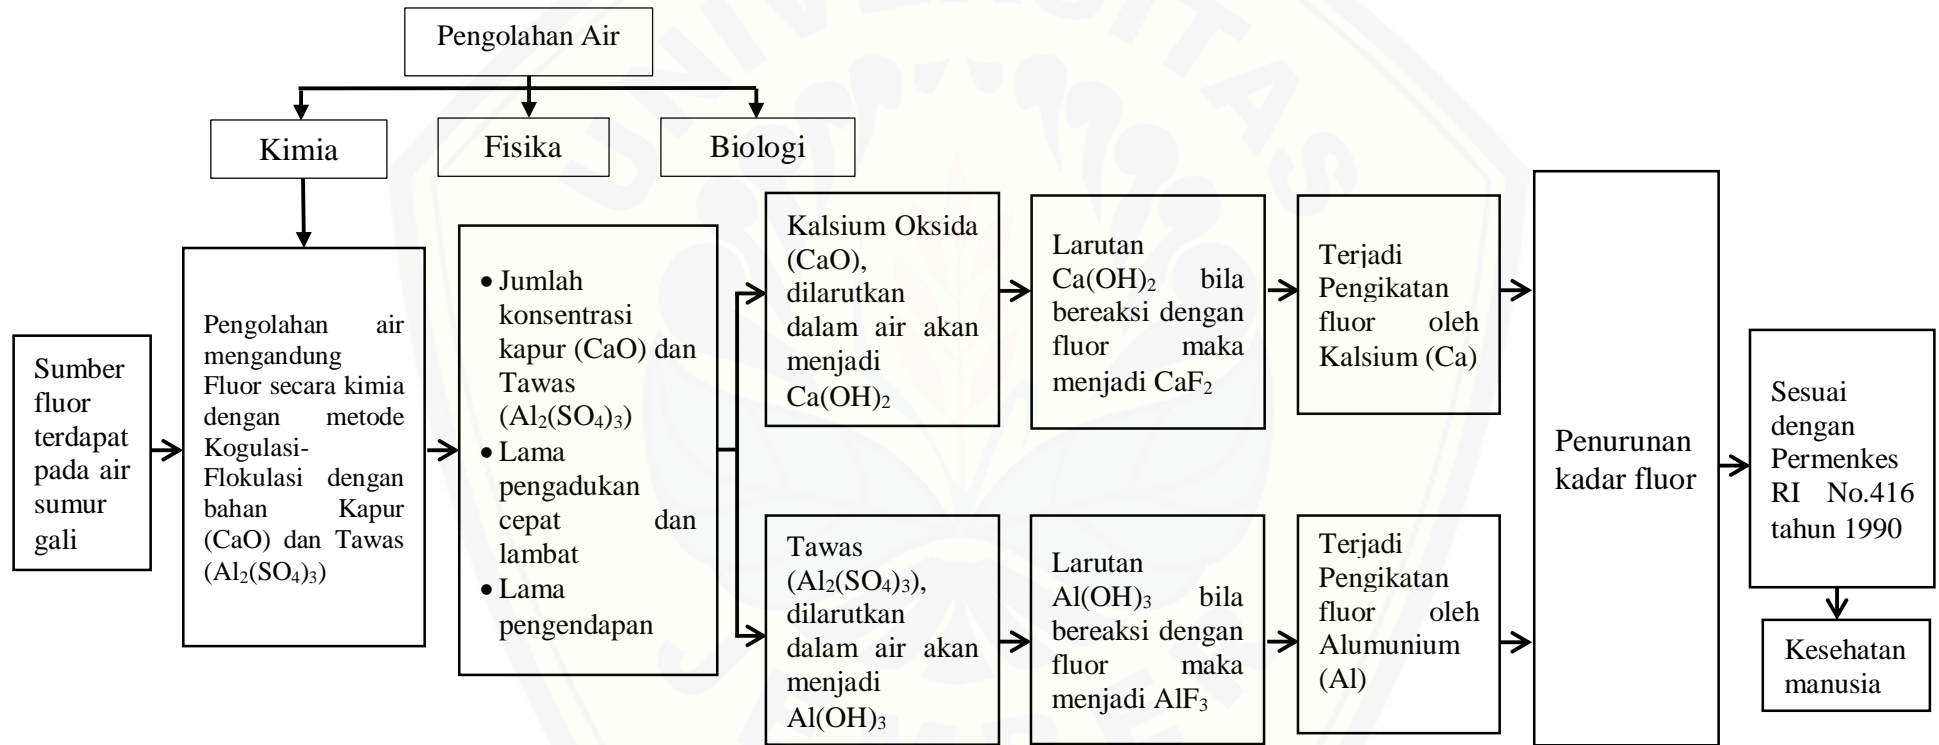 Pengolahan Air
Kimia
Fisika
Biologi
Sumber
fluor
terdapat
pada air
sumur
gali
Pengolahan air
mengandung
Fluor secara kimia
dengan metode
Kogulasi-
Flokulasi dengan
bahan Kapur
(CaO) dan Tawas
(Al₂(SO₄)₃)
• Jumlah
konsentrasi
kapur (CaO) dan
Tawas
(Al₂(SO₄)₃)
• Lama
pengadukan
cepat dan
lambat
• Lama
pengendapan
Kalsium Oksida
(CaO),
dilarutkan
dalam air akan
menjadi
Ca(OH)₂
Larutan
Ca(OH)₂ bila
bereaksi dengan
fluor maka
menjadi CaF₂
Terjadi
Pengikatan
fluor oleh
Kalsium (Ca)
Tawas
(Al₂(SO₄)₃),
dilarutkan
dalam air akan
menjadi
Al(OH)₃
Larutan
Al(OH)₃ bila
bereaksi dengan
fluor maka
menjadi AlF₃
Terjadi
Pengikatan
fluor oleh
Alumunium
(Al)
Penurunan
kadar fluor
Sesuai
dengan
Permenkes
RI No.416
tahun 1990
Kesehatan
manusia
UNIVERSITAS
JEMBER